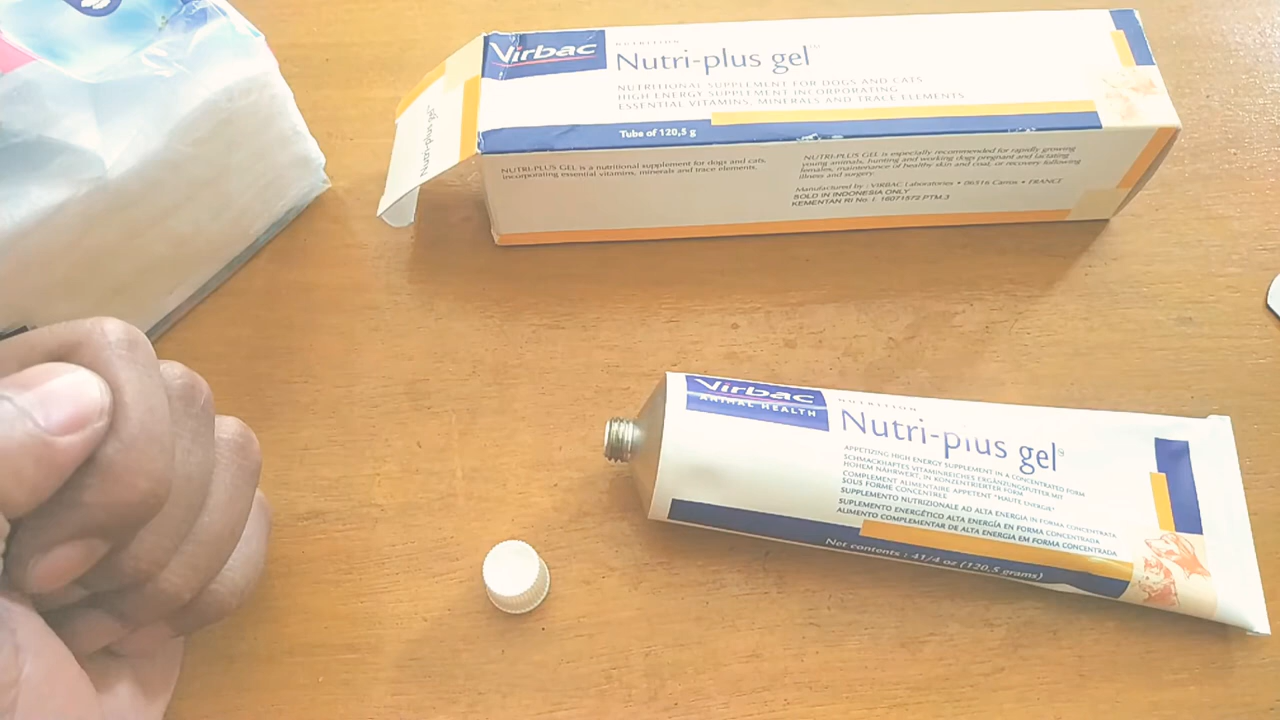 Virbac
NUTRITION
Nutri-plus gel™
NUTRITIONAL SUPPLEMENT FOR DOGS AND CATS
HIGH ENERGY SUPPLEMENT INCORPORATING
ESSENTIAL VITAMINS, MINERALS AND TRACE ELEMENTS
Tube of 120,5 g
Nutri-plus gel
NUTRI-PLUS GEL is a nutritional supplement for dogs and cats,
incorporating essential vitamins, minerals and trace elements.
NUTRI-PLUS GEL is especially recommended for rapidly growing
young animals, hunting and working dogs pregnant and lactating
females, maintenance of healthy skin and coat, or recovery following
illness and surgery.
Manufactured by : VIRBAC Laboratories • 06516 Carros • FRANCE
SOLD IN INDONESIA ONLY
KEMENTAN RI No. I. 16071572 PTM.3
Virbac
ANIMAL HEALTH
NUTRITION
Nutri-plus gel
APPETIZING HIGH ENERGY SUPPLEMENT IN A CONCENTRATED FORM
SCHMACKHAFTES VITAMINREICHES ERGÄNZUNGSFUTTER MIT
HOHEM NÄHRWERT, IN KONZENTRIERTER FORM
COMPLEMENT ALIMENTAIRE APPETENT "HAUTE ENERGIE"
SOUS FORME CONCENTREE
SUPPLEMENTO NUTRIZIONALE AD ALTA ENERGIA IN FORMA CONCENTRATA
SUPLEMENTO ENERGÉTICO ALTA ENERGÍA EN FORMA CONCENTRADA
ALIMENTO COMPLEMENTAR DE ALTA ENERGIA EM FORMA CONCENTRADA
Net contents : 41/4 oz (120,5 grams)